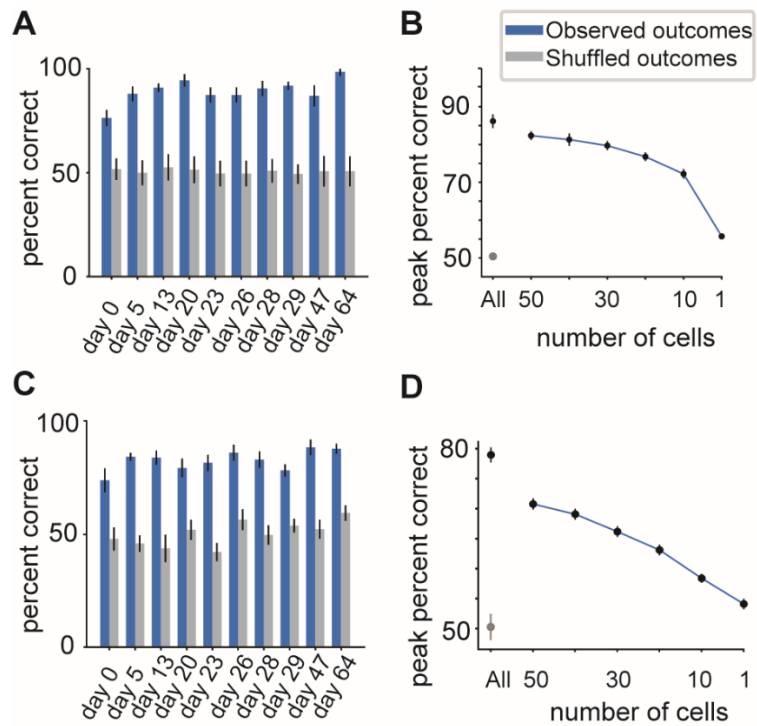 A
B
Observed outcomes
Shuffled outcomes
100
50
0
percent correct
day 0
day 5
day 13
day 20
day 23
day 26
day 28
day 29
day 47
day 64
90
70
50
peak percent correct
All 50 30 10 1
number of cells
C
D
100
50
0
percent correct
day 0
day 5
day 13
day 20
day 23
day 26
day 28
day 29
day 47
day 64
80
50
peak percent correct
All 50 30 10 1
number of cells